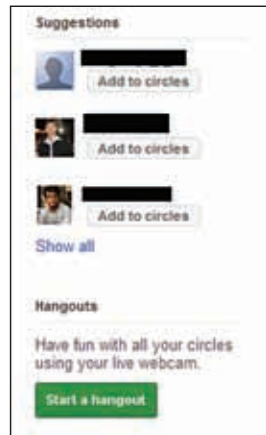 Suggestions
Add to circles
Add to circles
Add to circles
Show all
Hangouts
Have fun with all your circles
using your live webcam.
Start a hangout